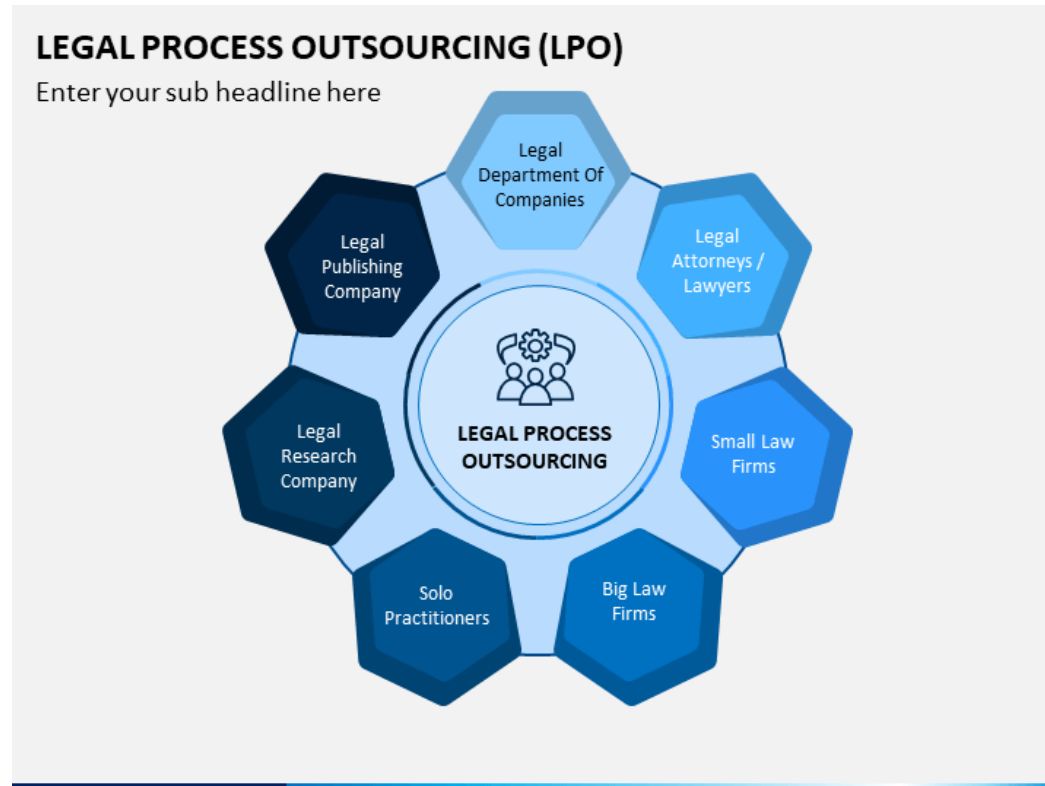 LEGAL PROCESS OUTSOURCING (LPO)
Enter your sub headline here
Legal
Department Of
Companies
Legal
Attorneys /
Lawyers
Small Law
Firms
Big Law
Firms
Solo
Practitioners
Legal
Research
Company
Legal
Publishing
Company
LEGAL PROCESS
OUTSOURCING